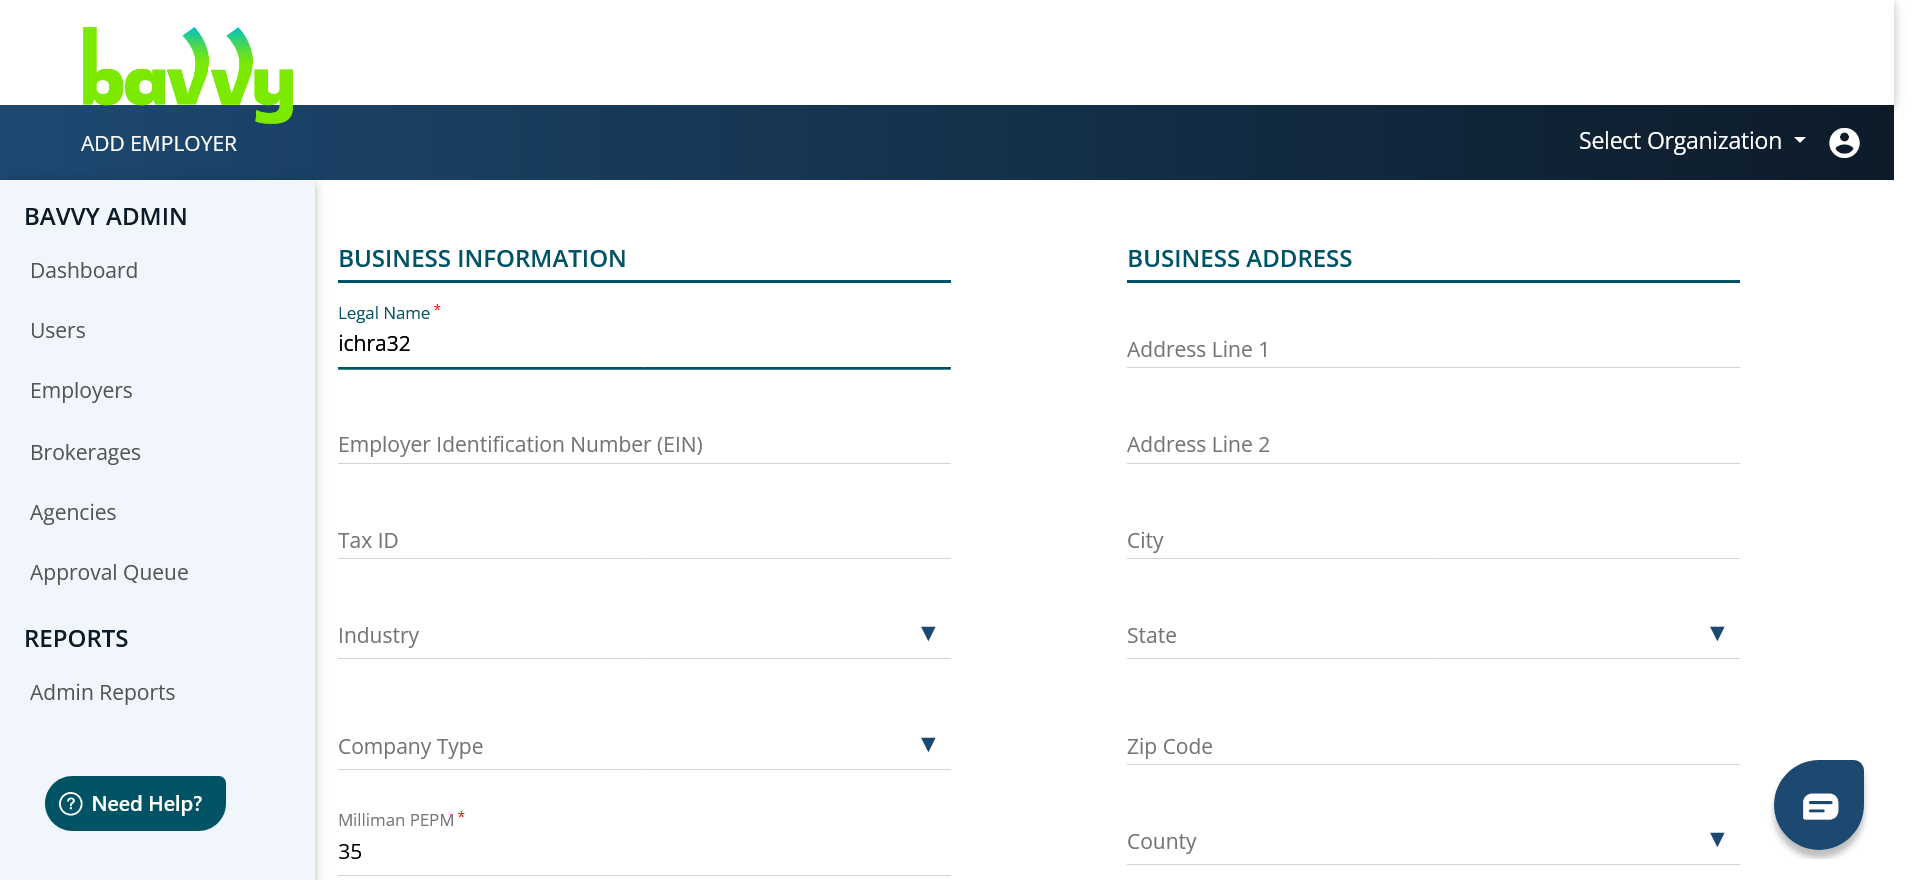 bavvy
ADD EMPLOYER
Select Organization
BAVVY ADMIN
Dashboard
Users
Employers
Brokerages
Agencies
Approval Queue
REPORTS
Admin Reports
Need Help?
BUSINESS INFORMATION
Legal Name *
ichra32
Employer Identification Number (EIN)
Tax ID
Industry
Company Type
Milliman PEPM *
35
BUSINESS ADDRESS
Address Line 1
Address Line 2
City
State
Zip Code
County